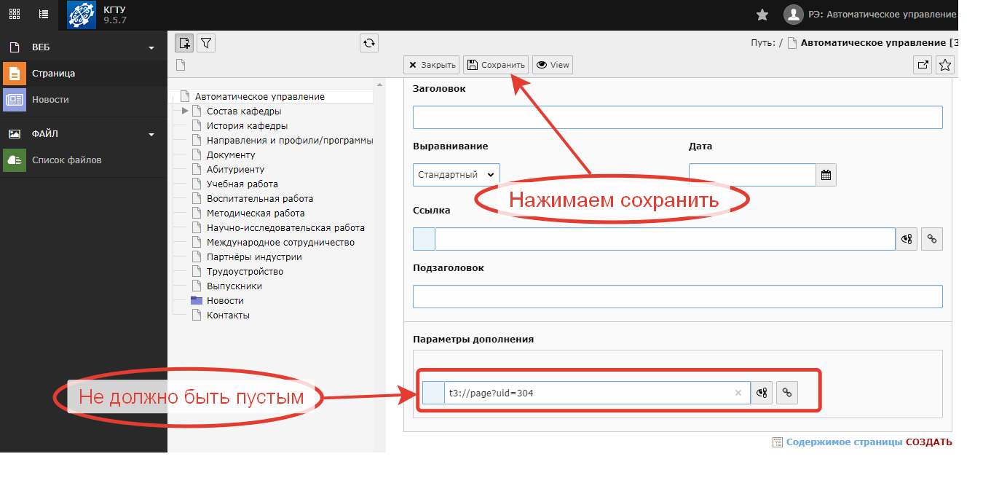 КГТУ
9.5.7
РЭ: Автоматическое управление
ВЕБ
Страница
Новости
ФАЙЛ
Список файлов
Путь: / Автоматическое управление [3
Закрыть
Сохранить
View
Автоматическое управление
Состав кафедры
История кафедры
Направления и профили/программы
Документу
Абитуриенту
Учебная работа
Воспитательная работа
Методическая работа
Научно-исследовательская работа
Международное сотрудничество
Партнёры индустрии
Трудоустройство
Выпускники
Новости
Контакты
Заголовок
Выравнивание
Дата
Стандартный
Нажимаем сохранить
Ссылка
Подзаголовок
Параметры дополнения
Не должно быть пустым
t3://page?uid=304
Содержимое страницы СОЗДАТЬ